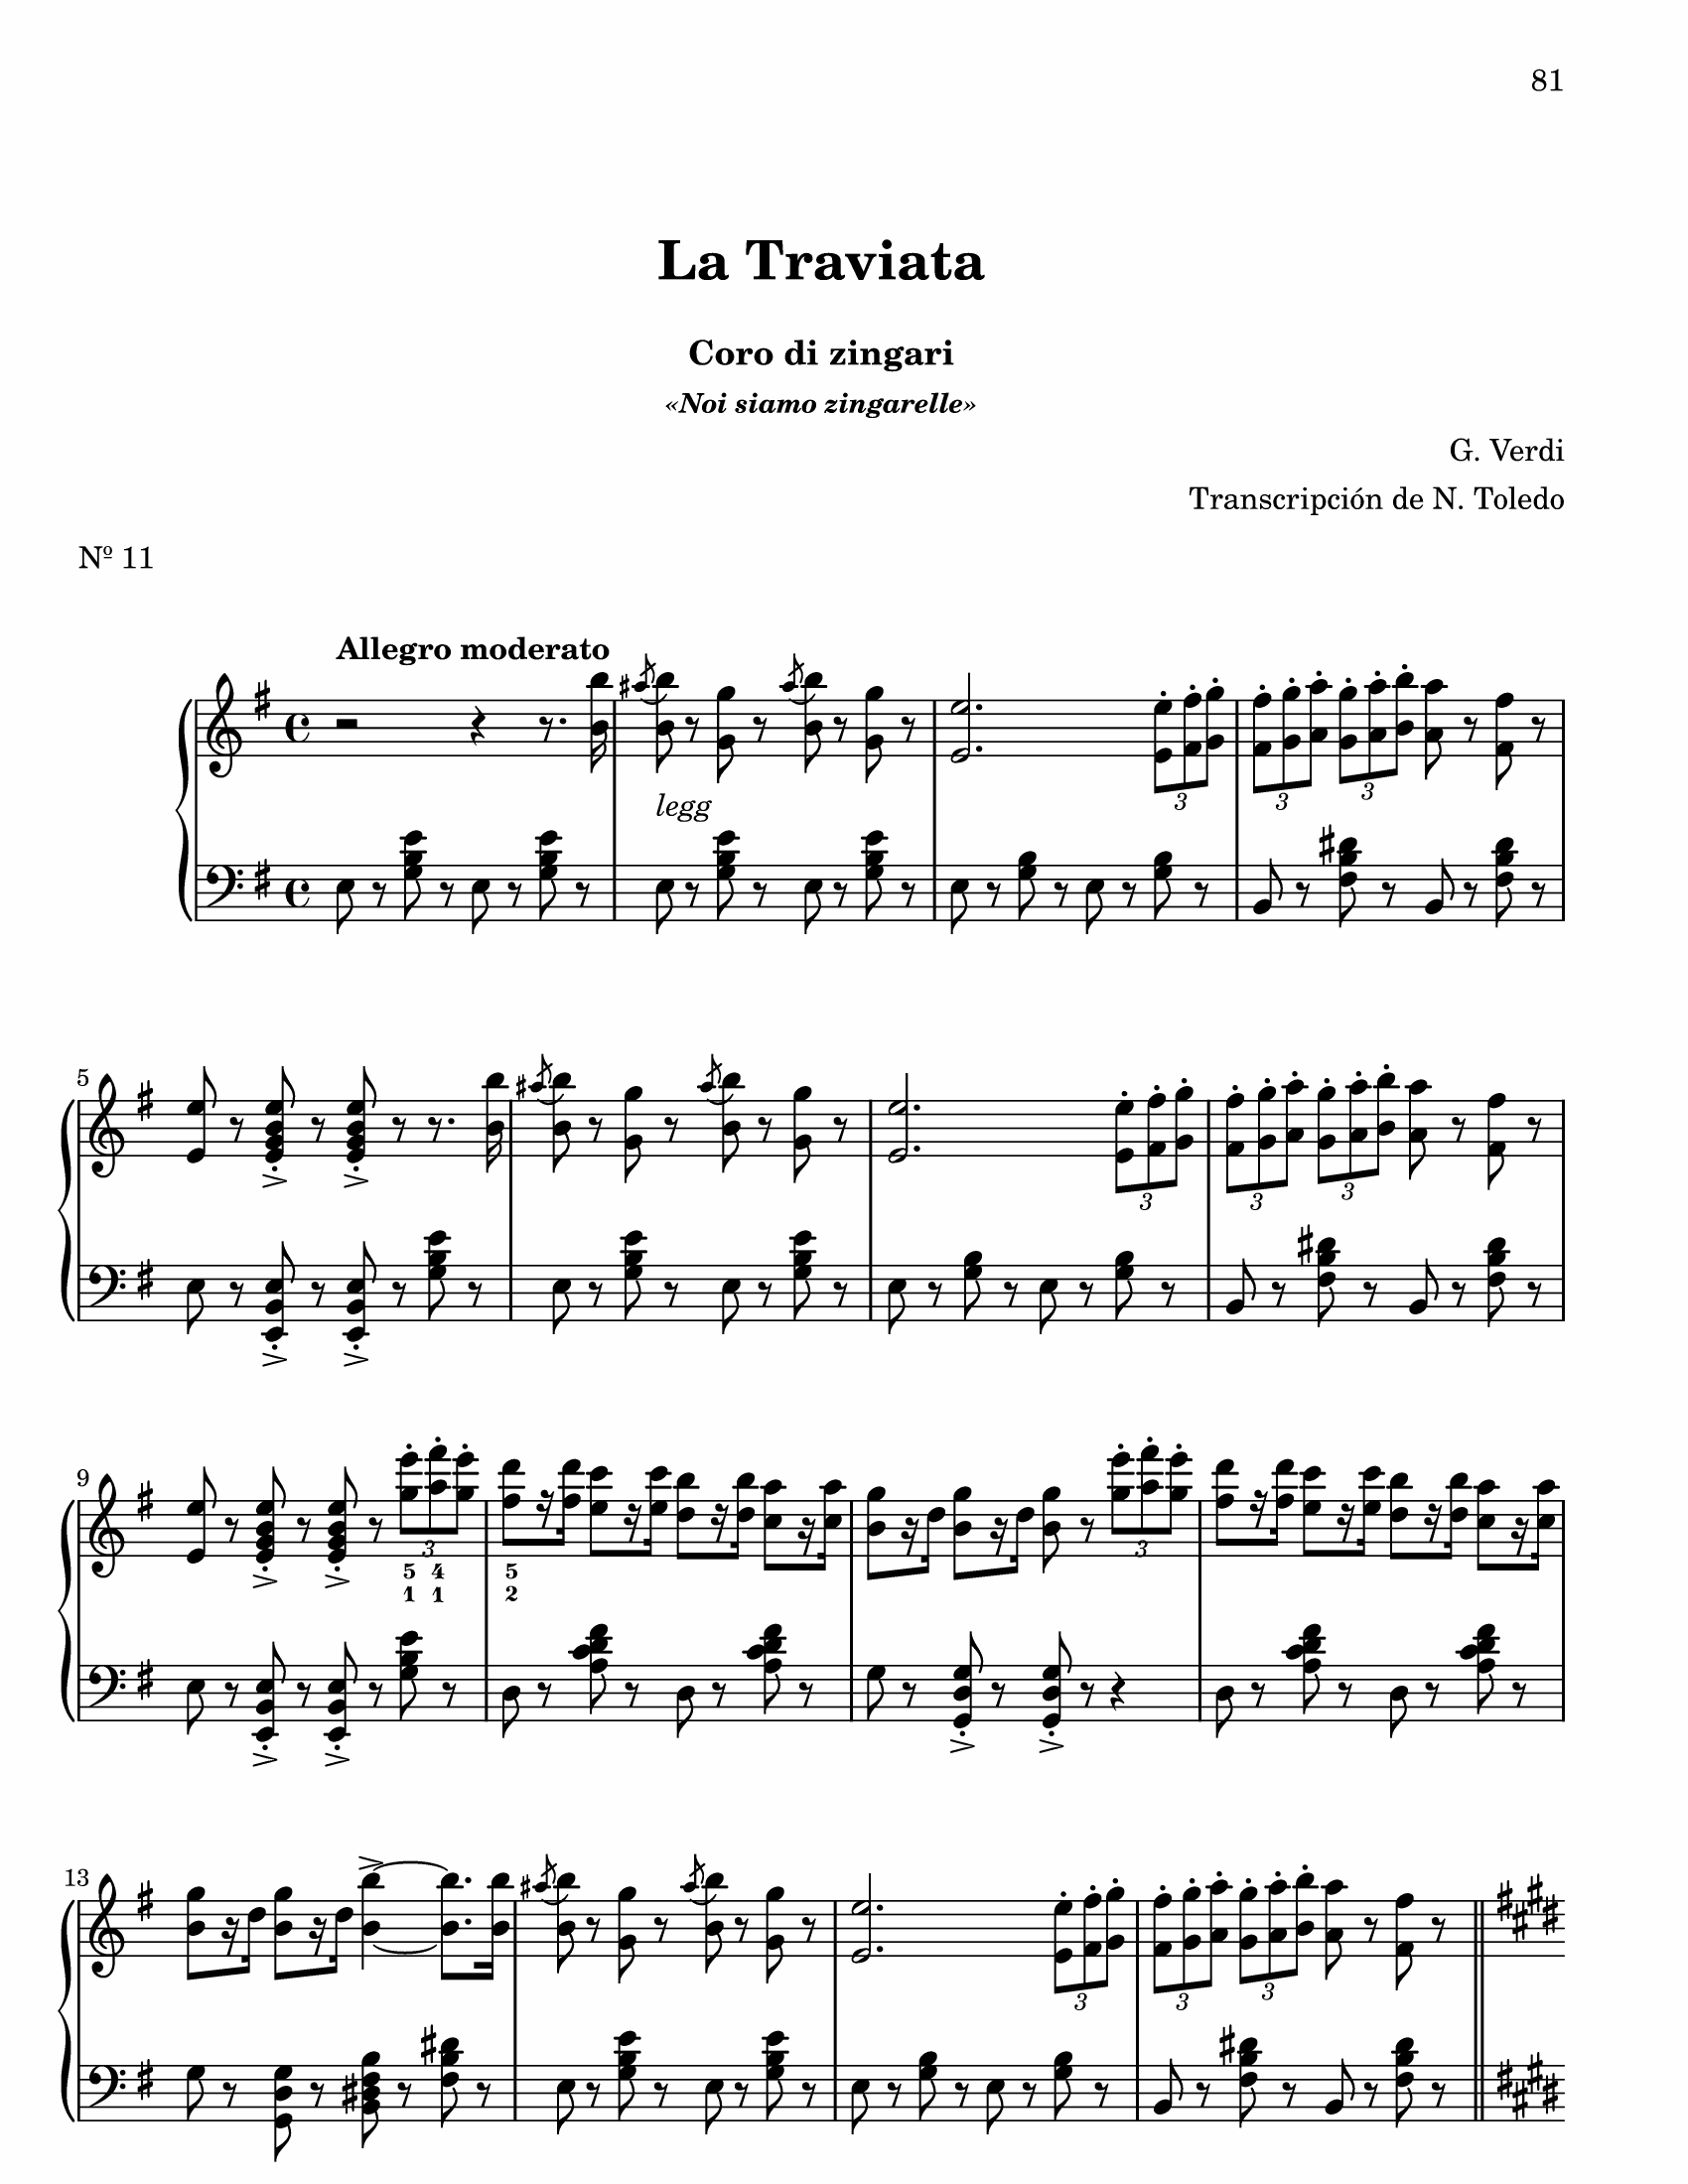 81
La Traviata
Coro di zingari
«Noi siamo zingarelle»
G. Verdi
Transcripción de N. Toledo
Nº 11
Allegro moderato
legg
3
3 3
5
3
3 3
9
3
5 4 5
1 1 2
3
13
3
3 3